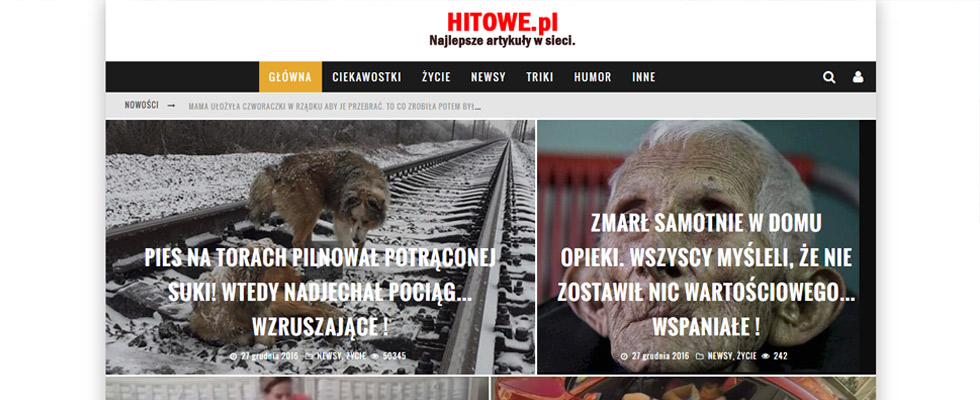 HITOWE.pl
Najlepsze artykuły w sieci.
GŁÓWNA CIEKAWOSTKI ŻYCIE NEWSY TRIKI HUMOR INNE
NOWOŚCI → MAMA UŁOŻYŁA CZWORACZKI W RZĄDKU ABY JE PRZEBRAĆ. TO CO ZROBIŁA POTEM BYŁ...
PIES NA TORACH PILNOWAŁ POTRĄCONEJ
SUKI! WTEDY NADJECHAŁ POCIĄG...
WZRUSZAJĄCE !
27 grudnia 2016 NEWSY, ŻYCIE 50345
ZMARŁ SAMOTNIE W DOMU
OPIEKI. WSZYSCY MYŚLELI, ŻE NIE
ZOSTAWIŁ NIC WARTOŚCIOWEGO...
WSPANIAŁE !
27 grudnia 2016 NEWSY, ŻYCIE 242